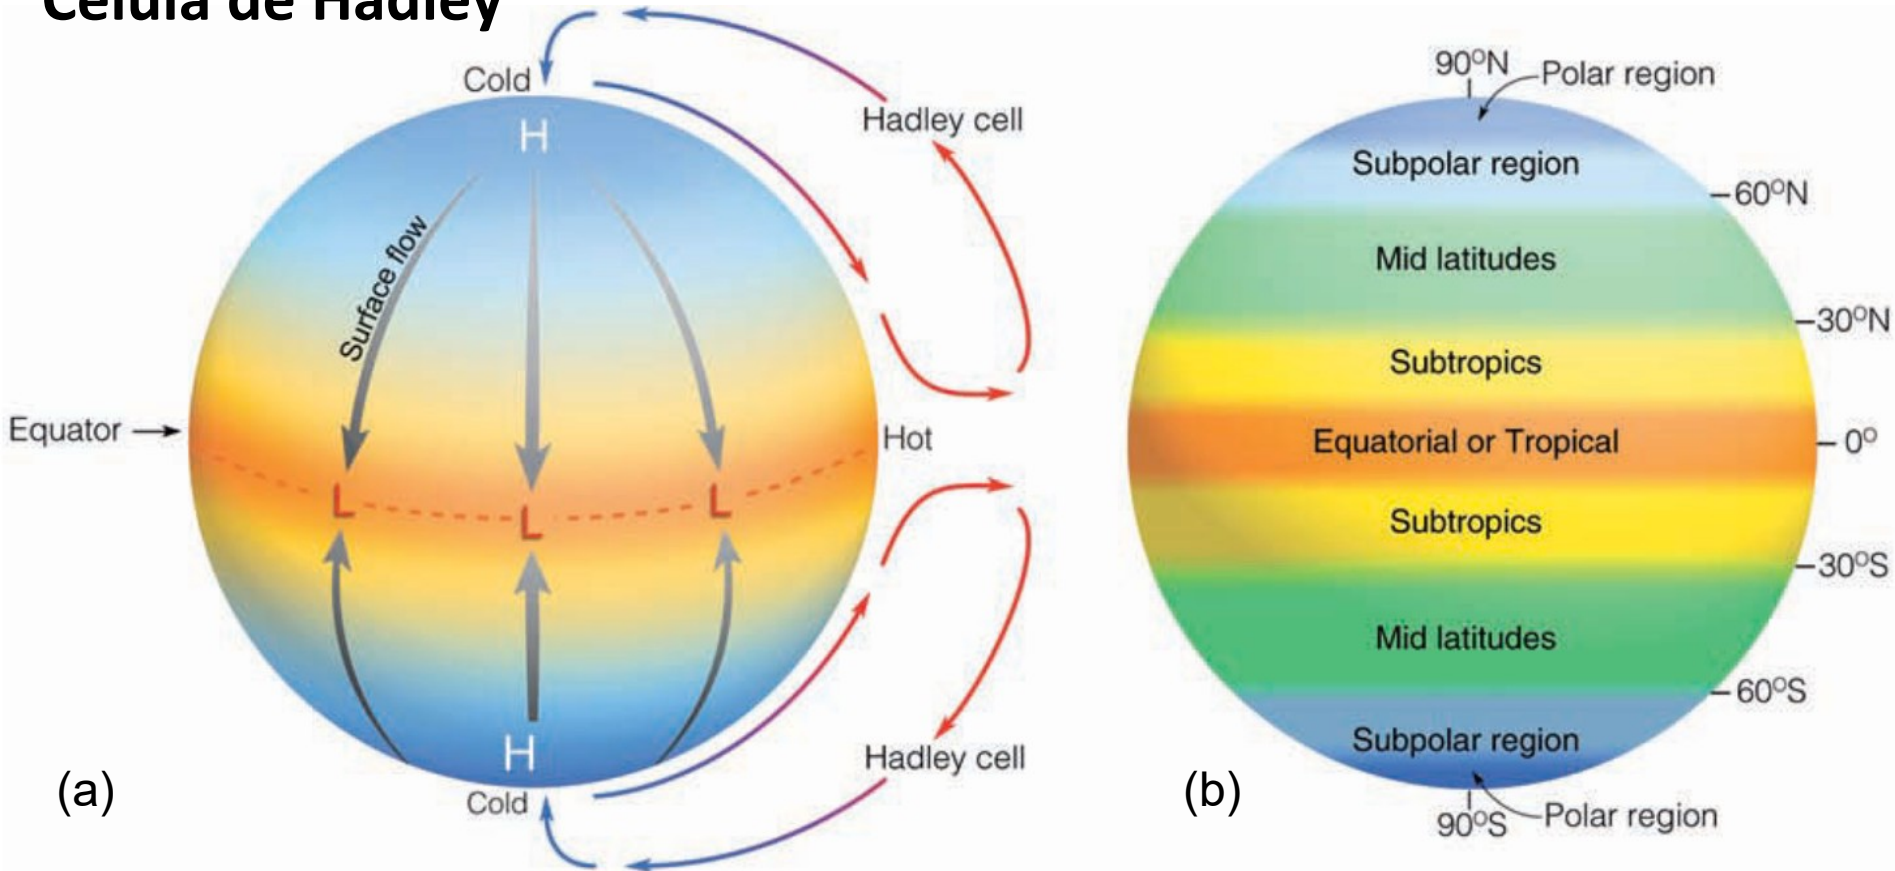 Célula de Hadley
Cold
H
Hadley cell
Surface flow
Equator
Hot
L
L
L
H
Hadley cell
Cold
(a)
90°N
Polar region
Subpolar region
60°N
Mid latitudes
30°N
Subtropics
Equatorial or Tropical
0°
Subtropics
30°S
Mid latitudes
60°S
Subpolar region
Polar region
90°S
(b)